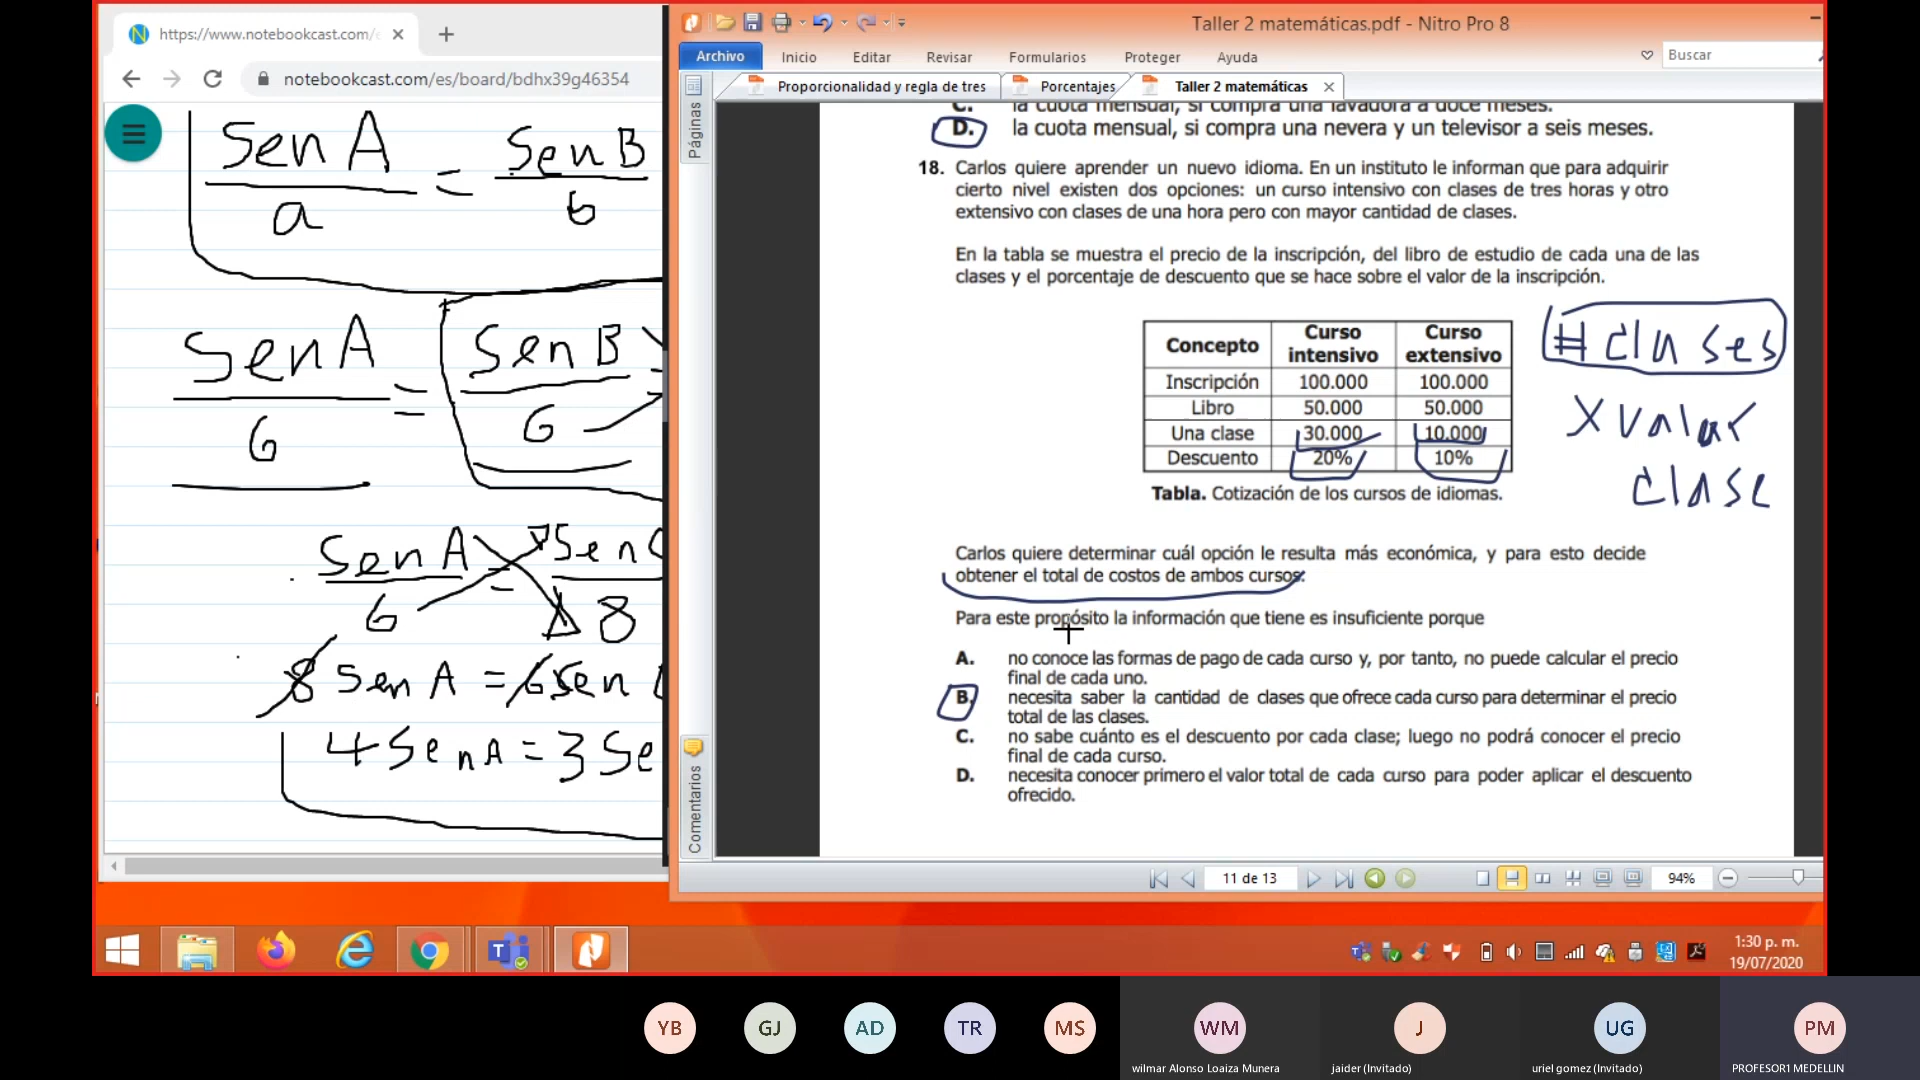 https://www.notebookcast.com/e
notebookcast.com/es/board/bdhx39g46354
Sen A = Sen B
a 6
Sen A = Sen B
6 6
Sen A = Sen
6 8
8 Sen A = 6 Sen
4 Sen A = 3 Se
Taller 2 matemáticas.pdf - Nitro Pro 8
Archivo Inicio Editar Revisar Formularios Proteger Ayuda Buscar
Proporcionalidad y regla de tres Porcentajes Taller 2 matemáticas
Páginas
Comentarios
C. la cuota mensual, si compra una lavadora a doce meses.
D. la cuota mensual, si compra una nevera y un televisor a seis meses.
18. Carlos quiere aprender un nuevo idioma. En un instituto le informan que para adquirir
cierto nivel existen dos opciones: un curso intensivo con clases de tres horas y otro
extensivo con clases de una hora pero con mayor cantidad de clases.
En la tabla se muestra el precio de la inscripción, del libro de estudio de cada una de las
clases y el porcentaje de descuento que se hace sobre el valor de la inscripción.
Concepto Curso intensivo Curso extensivo
Inscripción 100.000 100.000
Libro 50.000 50.000
Una clase 30.000 10.000
Descuento 20% 10%
Tabla. Cotización de los cursos de idiomas.
# clases
X valor
clase
Carlos quiere determinar cuál opción le resulta más económica, y para esto decide
obtener el total de costos de ambos cursos.
Para este propósito la información que tiene es insuficiente porque
A. no conoce las formas de pago de cada curso y, por tanto, no puede calcular el precio
final de cada uno.
B. necesita saber la cantidad de clases que ofrece cada curso para determinar el precio
total de las clases.
C. no sabe cuánto es el descuento por cada clase; luego no podrá conocer el precio
final de cada curso.
D. necesita conocer primero el valor total de cada curso para poder aplicar el descuento
ofrecido.
11 de 13 94%
1:30 p. m.
19/07/2020
YB GJ AD TR MS WM J UG PM
wilmar Alonso Loaiza Munera jaider (Invitado) uriel gomez (Invitado) PROFESOR1 MEDELLIN